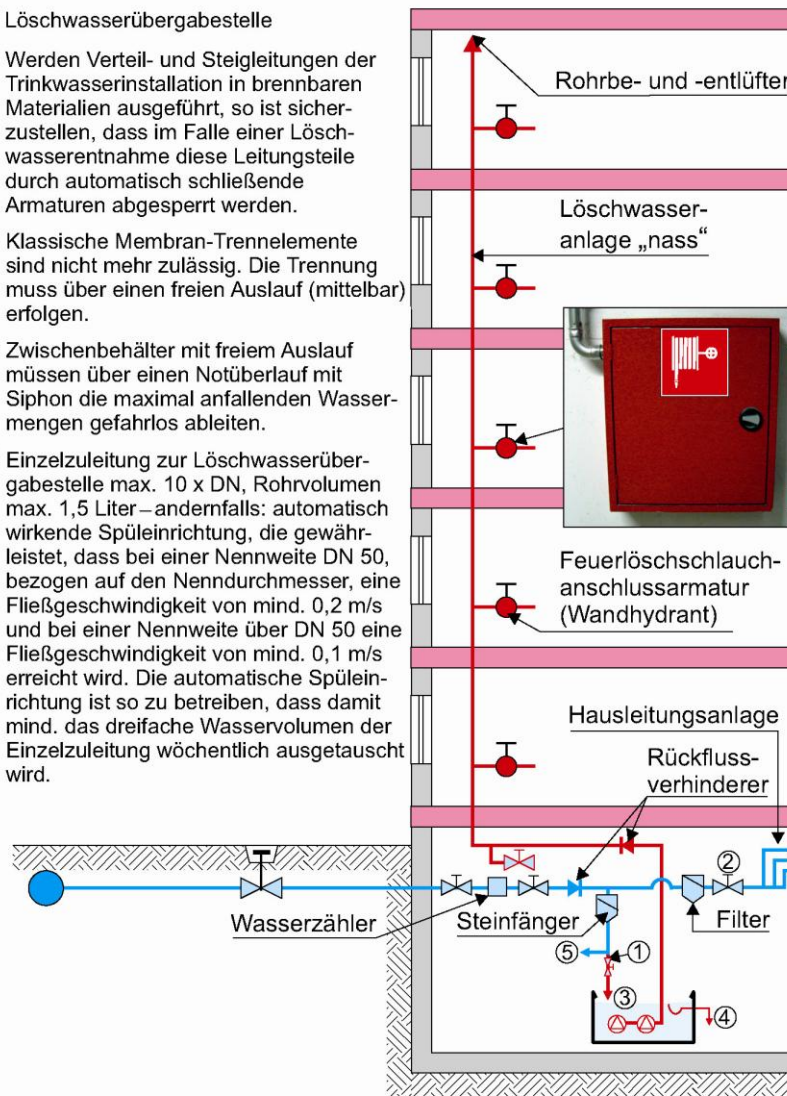 Löschwasserübergabestelle
Werden Verteil- und Steigleitungen der
Trinkwasserinstallation in brennbaren
Materialien ausgeführt, so ist sicher-
zustellen, dass im Falle einer Lösch-
wasserentnahme diese Leitungsteile
durch automatisch schließende
Armaturen abgesperrt werden.
Klassische Membran-Trennelemente
sind nicht mehr zulässig. Die Trennung
muss über einen freien Auslauf (mittelbar)
erfolgen.
Zwischenbehälter mit freiem Auslauf
müssen über einen Notüberlauf mit
Siphon die maximal anfallenden Wasser-
mengen gefahrlos ableiten.
Einzelzuleitung zur Löschwasserüber-
gabestelle max. 10 x DN, Rohrvolumen
max. 1,5 Liter – andernfalls: automatisch
wirkende Spüleinrichtung, die gewähr-
leistet, dass bei einer Nennweite DN 50,
bezogen auf den Nenndurchmesser, eine
Fließgeschwindigkeit von mind. 0,2 m/s
und bei einer Nennweite über DN 50 eine
Fließgeschwindigkeit von mind. 0,1 m/s
erreicht wird. Die automatische Spülein-
richtung ist so zu betreiben, dass damit
mind. das dreifache Wasservolumen der
Einzelzuleitung wöchentlich ausgetauscht
wird.
Rohrbe- und -entlüfter
Löschwasser-
anlage „nass“
Feuerlöschschlauch-
anschlussarmatur
(Wandhydrant)
Hausleitungsanlage
Rückfluss-
verhinderer
②
Wasserzähler
Steinfänger
Filter
⑤
①
③
④